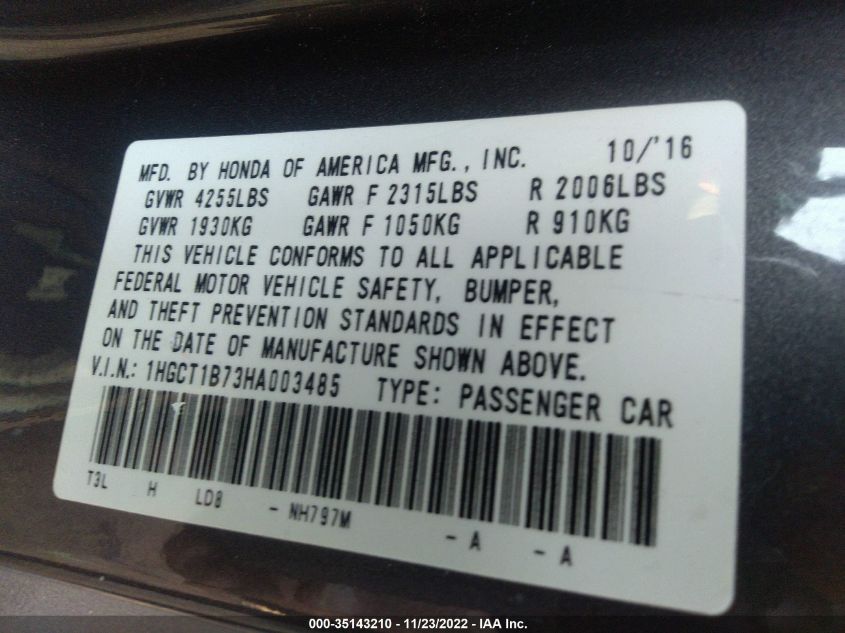 MFD. BY HONDA OF AMERICA MFG., INC. 10/'16
GVWR 4255LBS GAWR F 2315LBS R 2006LBS
GVWR 1930KG GAWR F 1050KG R 910KG
THIS VEHICLE CONFORMS TO ALL APPLICABLE
FEDERAL MOTOR VEHICLE SAFETY, BUMPER,
AND THEFT PREVENTION STANDARDS IN EFFECT
ON THE DATE OF MANUFACTURE SHOWN ABOVE.
V.I.N.: 1HGCT1B73HA003485 TYPE: PASSENGER CAR
T3L H LD8 - NH797M - A - A
000-35143210 - 11/23/2022 - IAA Inc.